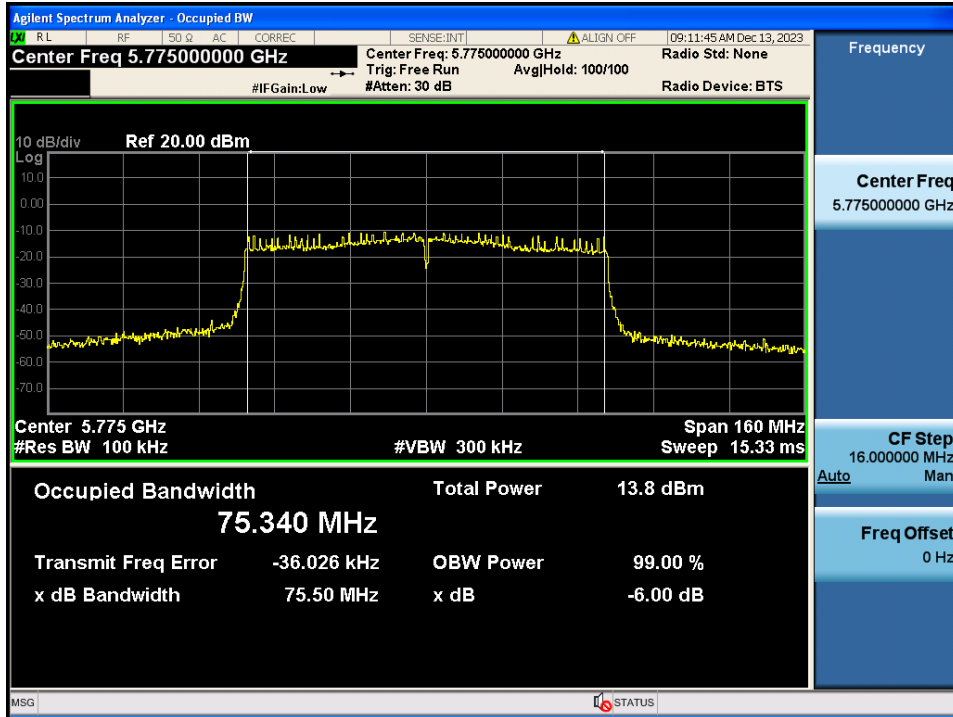 Agilent Spectrum Analyzer - Occupied BW
LXI RL RF 50 Ω AC CORREC SENSE:INT ALIGN OFF 09:11:45 AM Dec 13, 2023
Center Freq 5.775000000 GHz
Center Freq: 5.775000000 GHz Radio Std: None
Trig: Free Run Avg|Hold: 100/100
#IFGain:Low #Atten: 30 dB Radio Device: BTS
10 dB/div Ref 20.00 dBm
Log
10.0
0.00
-10.0
-20.0
-30.0
-40.0
-50.0
-60.0
-70.0
Center 5.775 GHz Span 160 MHz
#Res BW 100 kHz #VBW 300 kHz Sweep 15.33 ms
Occupied Bandwidth Total Power 13.8 dBm
75.340 MHz
Transmit Freq Error -36.026 kHz OBW Power 99.00 %
x dB Bandwidth 75.50 MHz x dB -6.00 dB
Frequency
Center Freq
5.775000000 GHz
CF Step
16.000000 MHz
Auto Man
Freq Offset
0 Hz
MSG STATUS